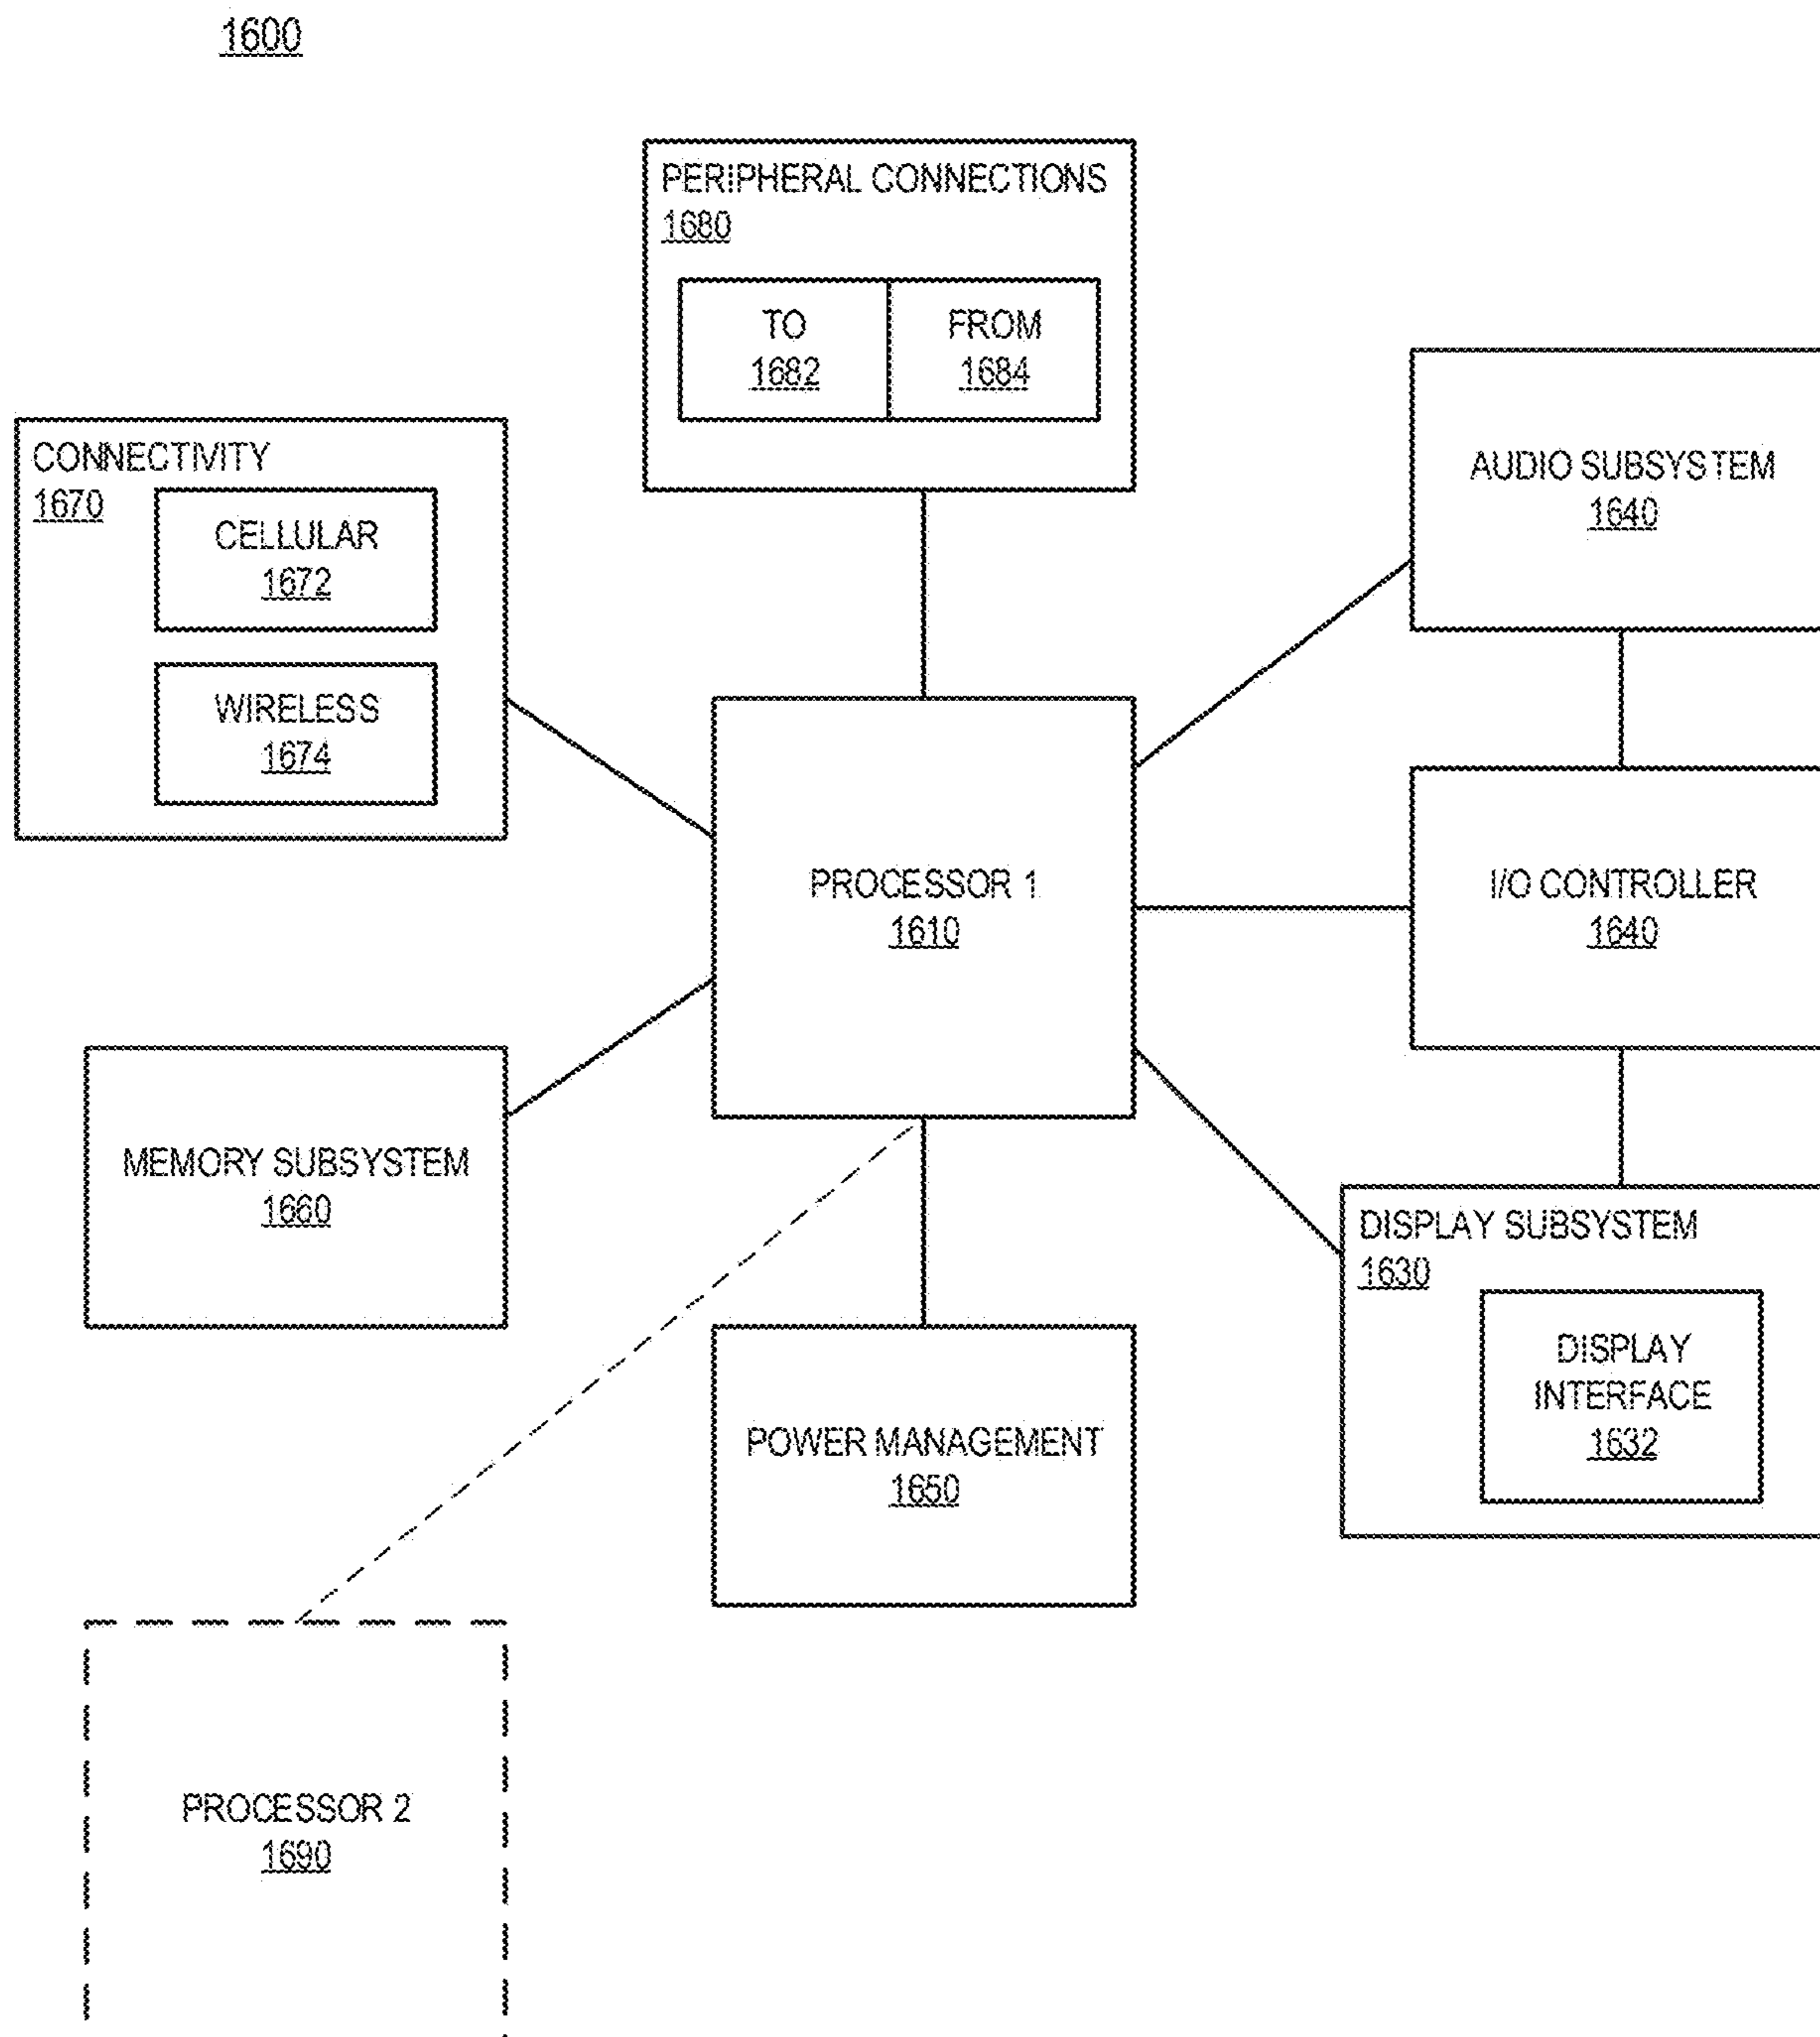 1600
PERIPHERAL CONNECTIONS
1680
TO
1682
FROM
1684
CONNECTIVITY
1670
CELLULAR
1672
WIRELESS
1674
AUDIO SUBSYSTEM
1640
PROCESSOR 1
1610
I/O CONTROLLER
1640
MEMORY SUBSYSTEM
1660
DISPLAY SUBSYSTEM
1630
DISPLAY
INTERFACE
1632
POWER MANAGEMENT
1650
PROCESSOR 2
1690